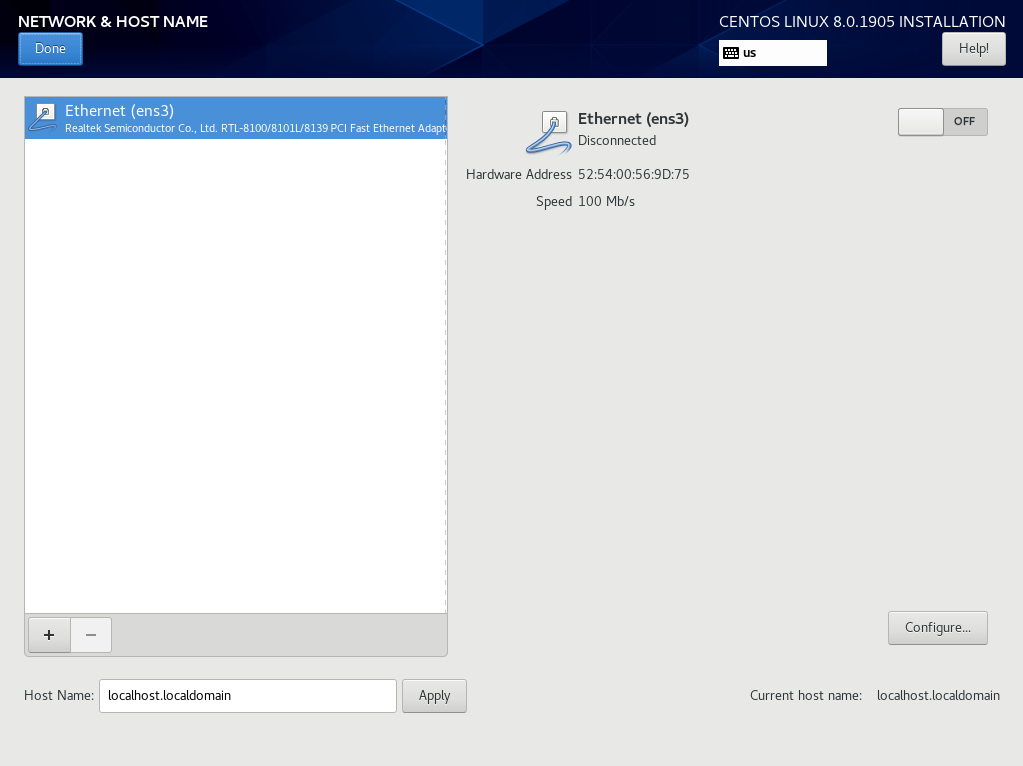 NETWORK & HOST NAME
CENTOS LINUX 8.0.1905 INSTALLATION
Done
us
Help!
Ethernet (ens3)
Realtek Semiconductor Co., Ltd. RTL-8100/8101L/8139 PCI Fast Ethernet Adapt
Ethernet (ens3)
Disconnected
OFF
Hardware Address 52:54:00:56:9D:75
Speed 100 Mb/s
+ −
Configure...
Host Name: localhost.localdomain Apply
Current host name: localhost.localdomain